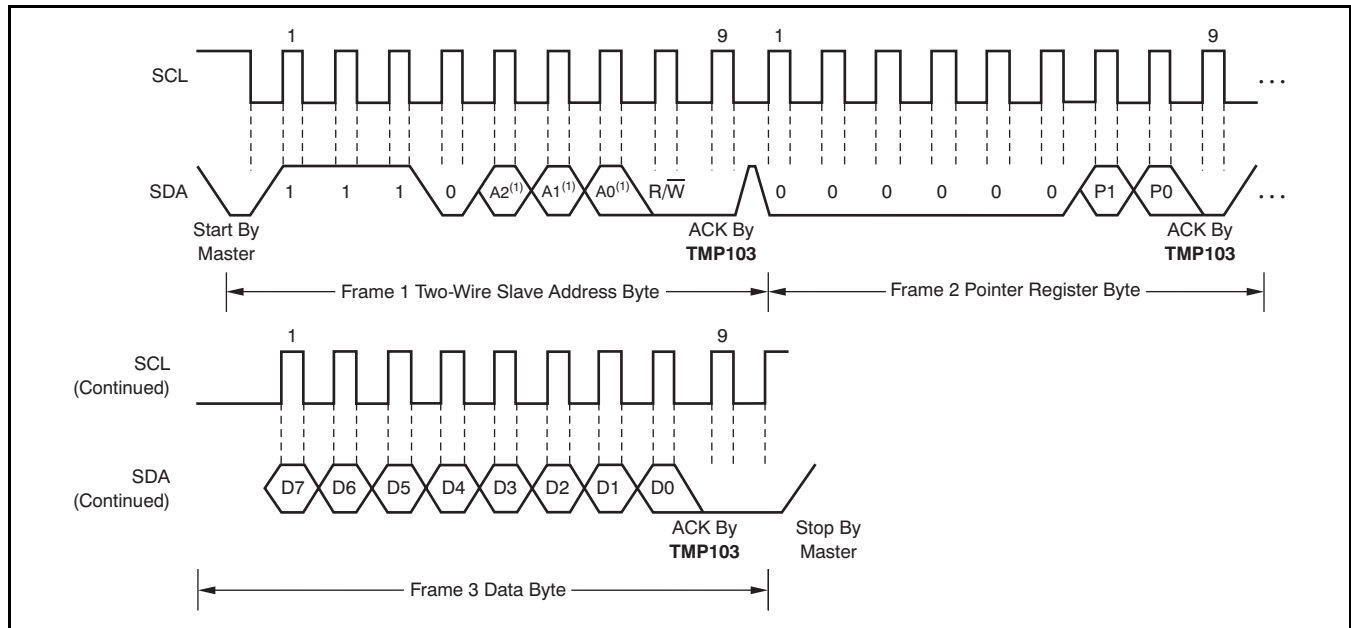 1 9 1 9
SCL ...
SDA 1 1 1 0 A2(1) A1(1) A0(1) R/W̅ 0 0 0 0 0 0 P1 P0 ...
Start By Master
ACK By TMP103
ACK By TMP103
Frame 1 Two-Wire Slave Address Byte
Frame 2 Pointer Register Byte
1 9
SCL (Continued)
SDA (Continued)
D7 D6 D5 D4 D3 D2 D1 D0
ACK By TMP103
Stop By Master
Frame 3 Data Byte